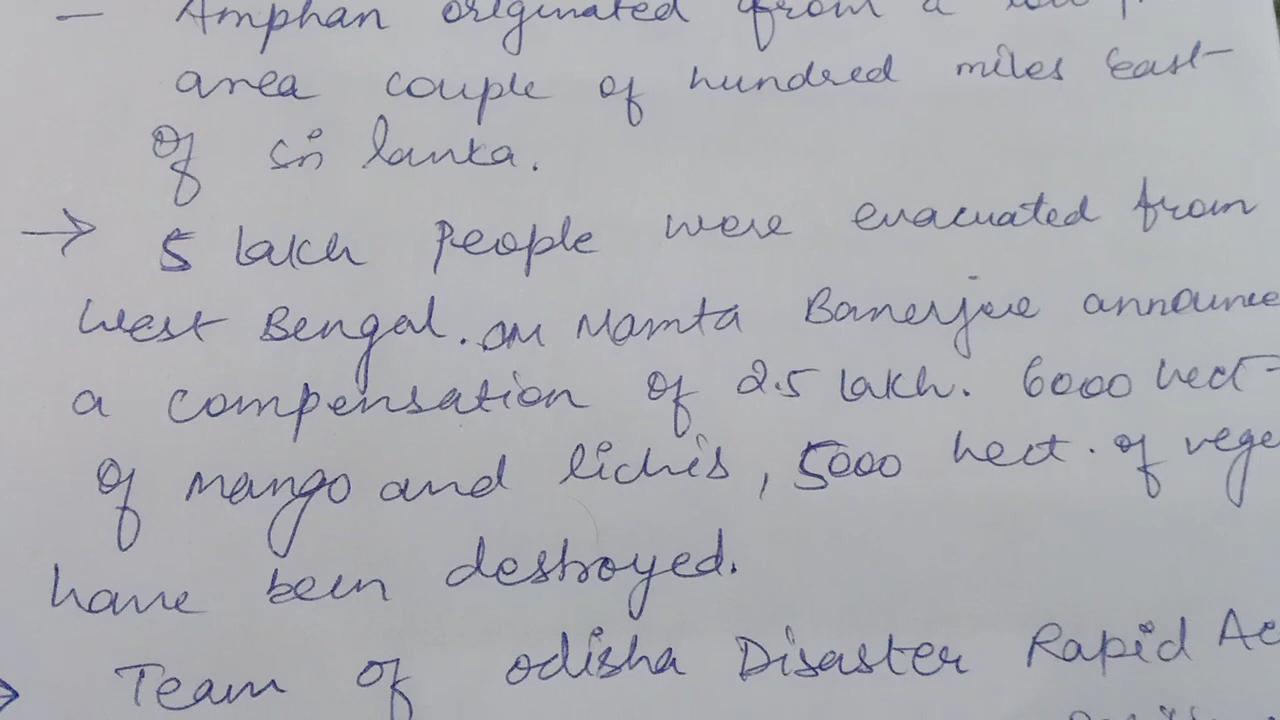 - Amphan originated from a low
area couple of hundred miles east
of Sri lanka.
→ 5 lakh People were evacuated from
West Bengal. CM Mamta Banerjee announce
a compensation of 2.5 lakh. 6000 hect-
of mango and lichis, 5000 hect. of vege
have been destroyed.
→ Team of odisha Disaster Rapid Ac